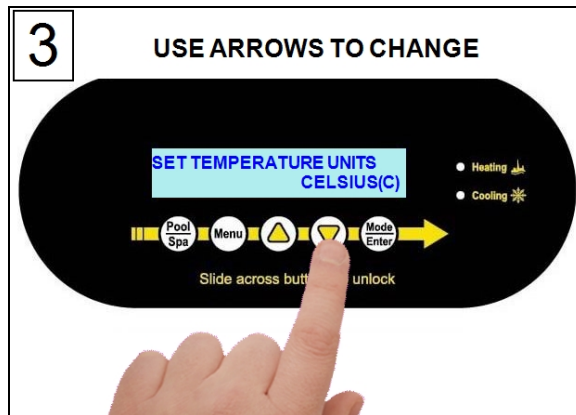 3
USE ARROWS TO CHANGE
SET TEMPERATURE UNITS
CELSIUS(C)
Heating
Cooling
Pool
Spa
Menu
Mode
Enter
Slide across but unlock